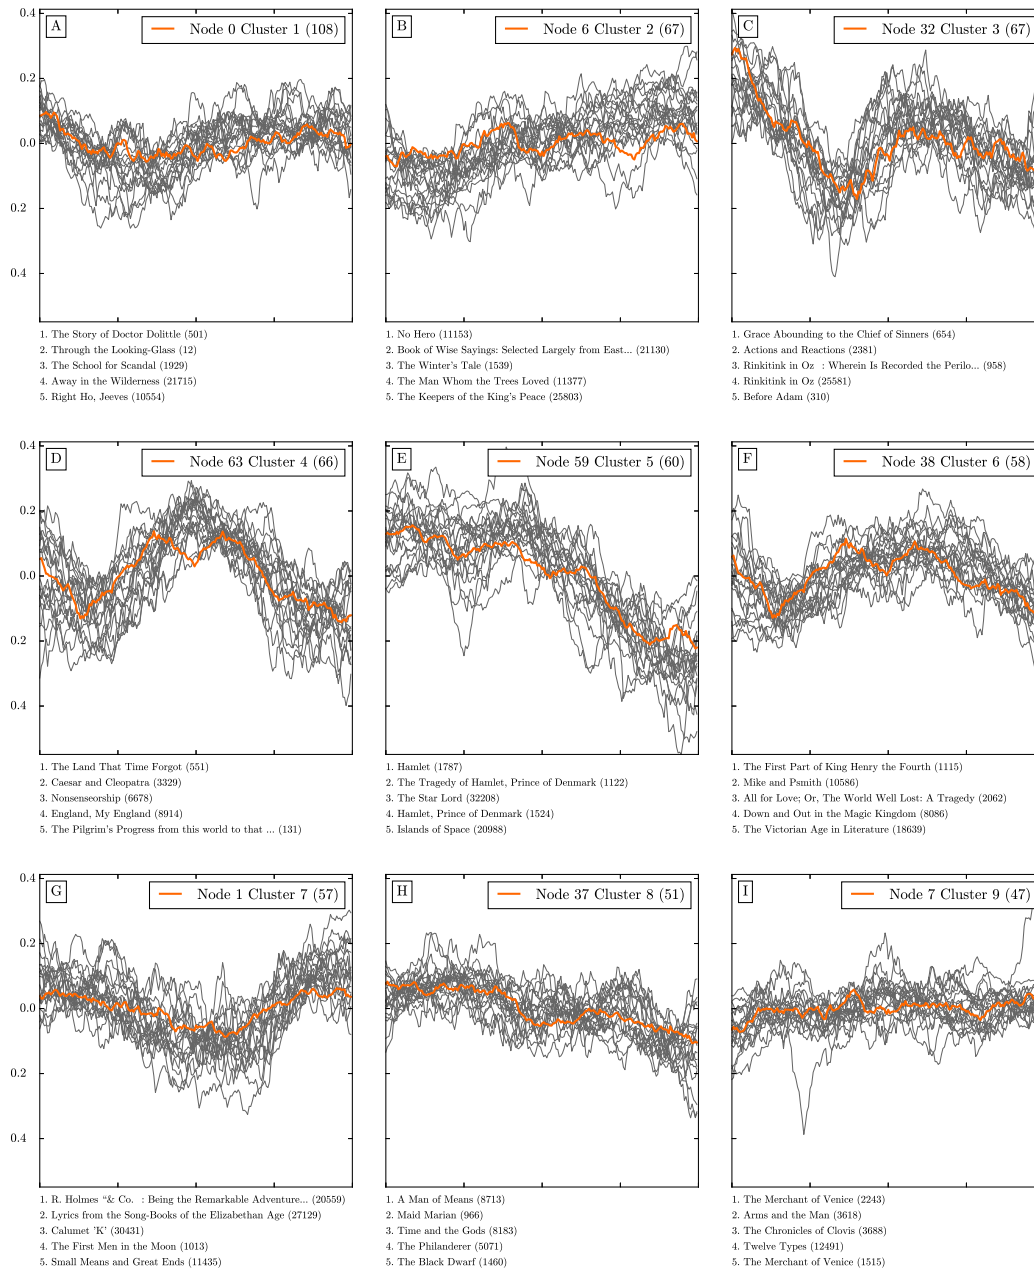 A
Node 0 Cluster 1 (108)
B
Node 6 Cluster 2 (67)
C
Node 32 Cluster 3 (67)
0.4
0.2
0.0
0.2
0.4
1. The Story of Doctor Dolittle (501)
2. Through the Looking-Glass (12)
3. The School for Scandal (1929)
4. Away in the Wilderness (21715)
5. Right Ho, Jeeves (10554)
1. No Hero (11153)
2. Book of Wise Sayings: Selected Largely from East... (21130)
3. The Winter's Tale (1539)
4. The Man Whom the Trees Loved (11377)
5. The Keepers of the King's Peace (25803)
1. Grace Abounding to the Chief of Sinners (654)
2. Actions and Reactions (2381)
3. Rinkitink in Oz : Wherein Is Recorded the Perilo... (958)
4. Rinkitink in Oz (25581)
5. Before Adam (310)
D
Node 63 Cluster 4 (66)
E
Node 59 Cluster 5 (60)
F
Node 38 Cluster 6 (58)
0.4
0.2
0.0
0.2
0.4
1. The Land That Time Forgot (551)
2. Caesar and Cleopatra (3329)
3. Nonsenseorship (6678)
4. England, My England (8914)
5. The Pilgrim's Progress from this world to that ... (131)
1. Hamlet (1787)
2. The Tragedy of Hamlet, Prince of Denmark (1122)
3. The Star Lord (32208)
4. Hamlet, Prince of Denmark (1524)
5. Islands of Space (20988)
1. The First Part of King Henry the Fourth (1115)
2. Mike and Psmith (10586)
3. All for Love; Or, The World Well Lost: A Tragedy (2062)
4. Down and Out in the Magic Kingdom (8086)
5. The Victorian Age in Literature (18639)
G
Node 1 Cluster 7 (57)
H
Node 37 Cluster 8 (51)
I
Node 7 Cluster 9 (47)
0.4
0.2
0.0
0.2
0.4
1. R. Holmes “& Co. : Being the Remarkable Adventure... (20559)
2. Lyrics from the Song-Books of the Elizabethan Age (27129)
3. Calumet 'K' (30431)
4. The First Men in the Moon (1013)
5. Small Means and Great Ends (11435)
1. A Man of Means (8713)
2. Maid Marian (966)
3. Time and the Gods (8183)
4. The Philanderer (5071)
5. The Black Dwarf (1460)
1. The Merchant of Venice (2243)
2. Arms and the Man (3618)
3. The Chronicles of Clovis (3688)
4. Twelve Types (12491)
5. The Merchant of Venice (1515)